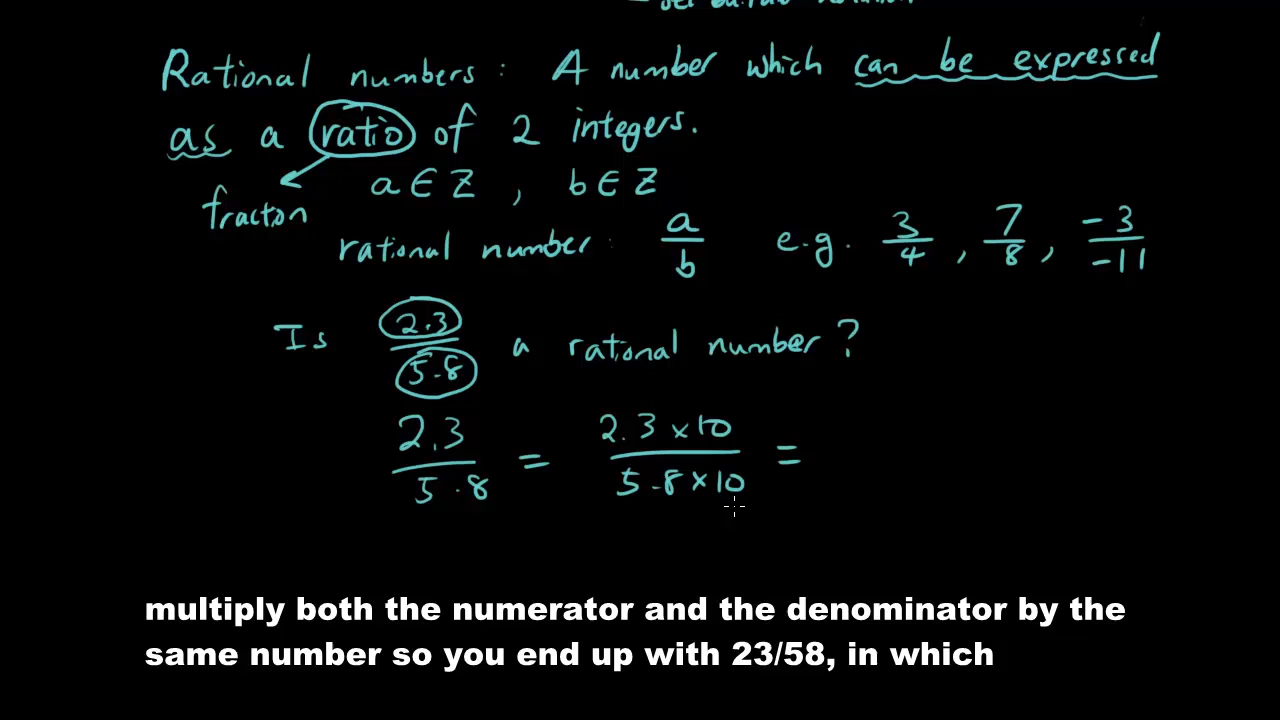 Rational numbers: A number which can be expressed
as a ratio of 2 integers.
fraction
a ∈ Z , b ∈ Z
rational number: a/b e.g. 3/4, 7/8, -3/-11
Is 2.3/5.8 a rational number?
2.3/5.8 = 2.3×10/5.8×10 =
multiply both the numerator and the denominator by the
same number so you end up with 23/58, in which